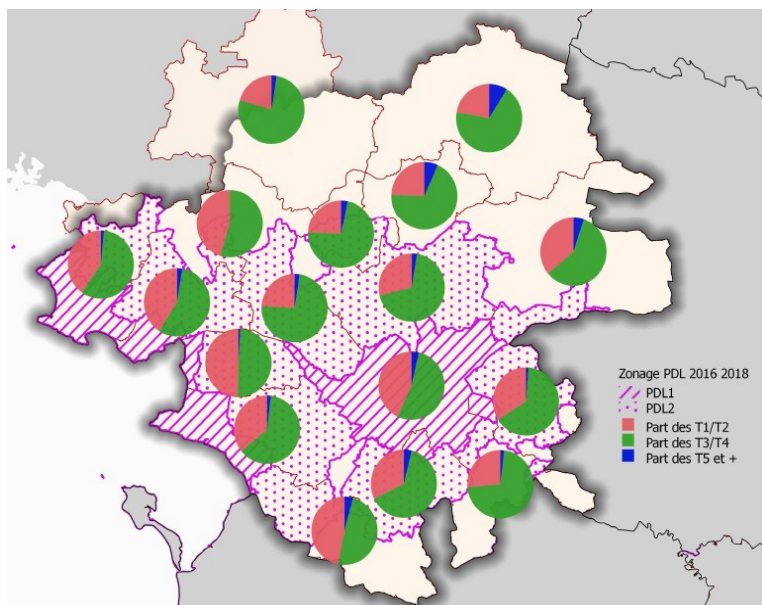 Zonage PDL 2016 2018
PDL1
PDL2
Part des T1/T2
Part des T3/T4
Part des T5 et +